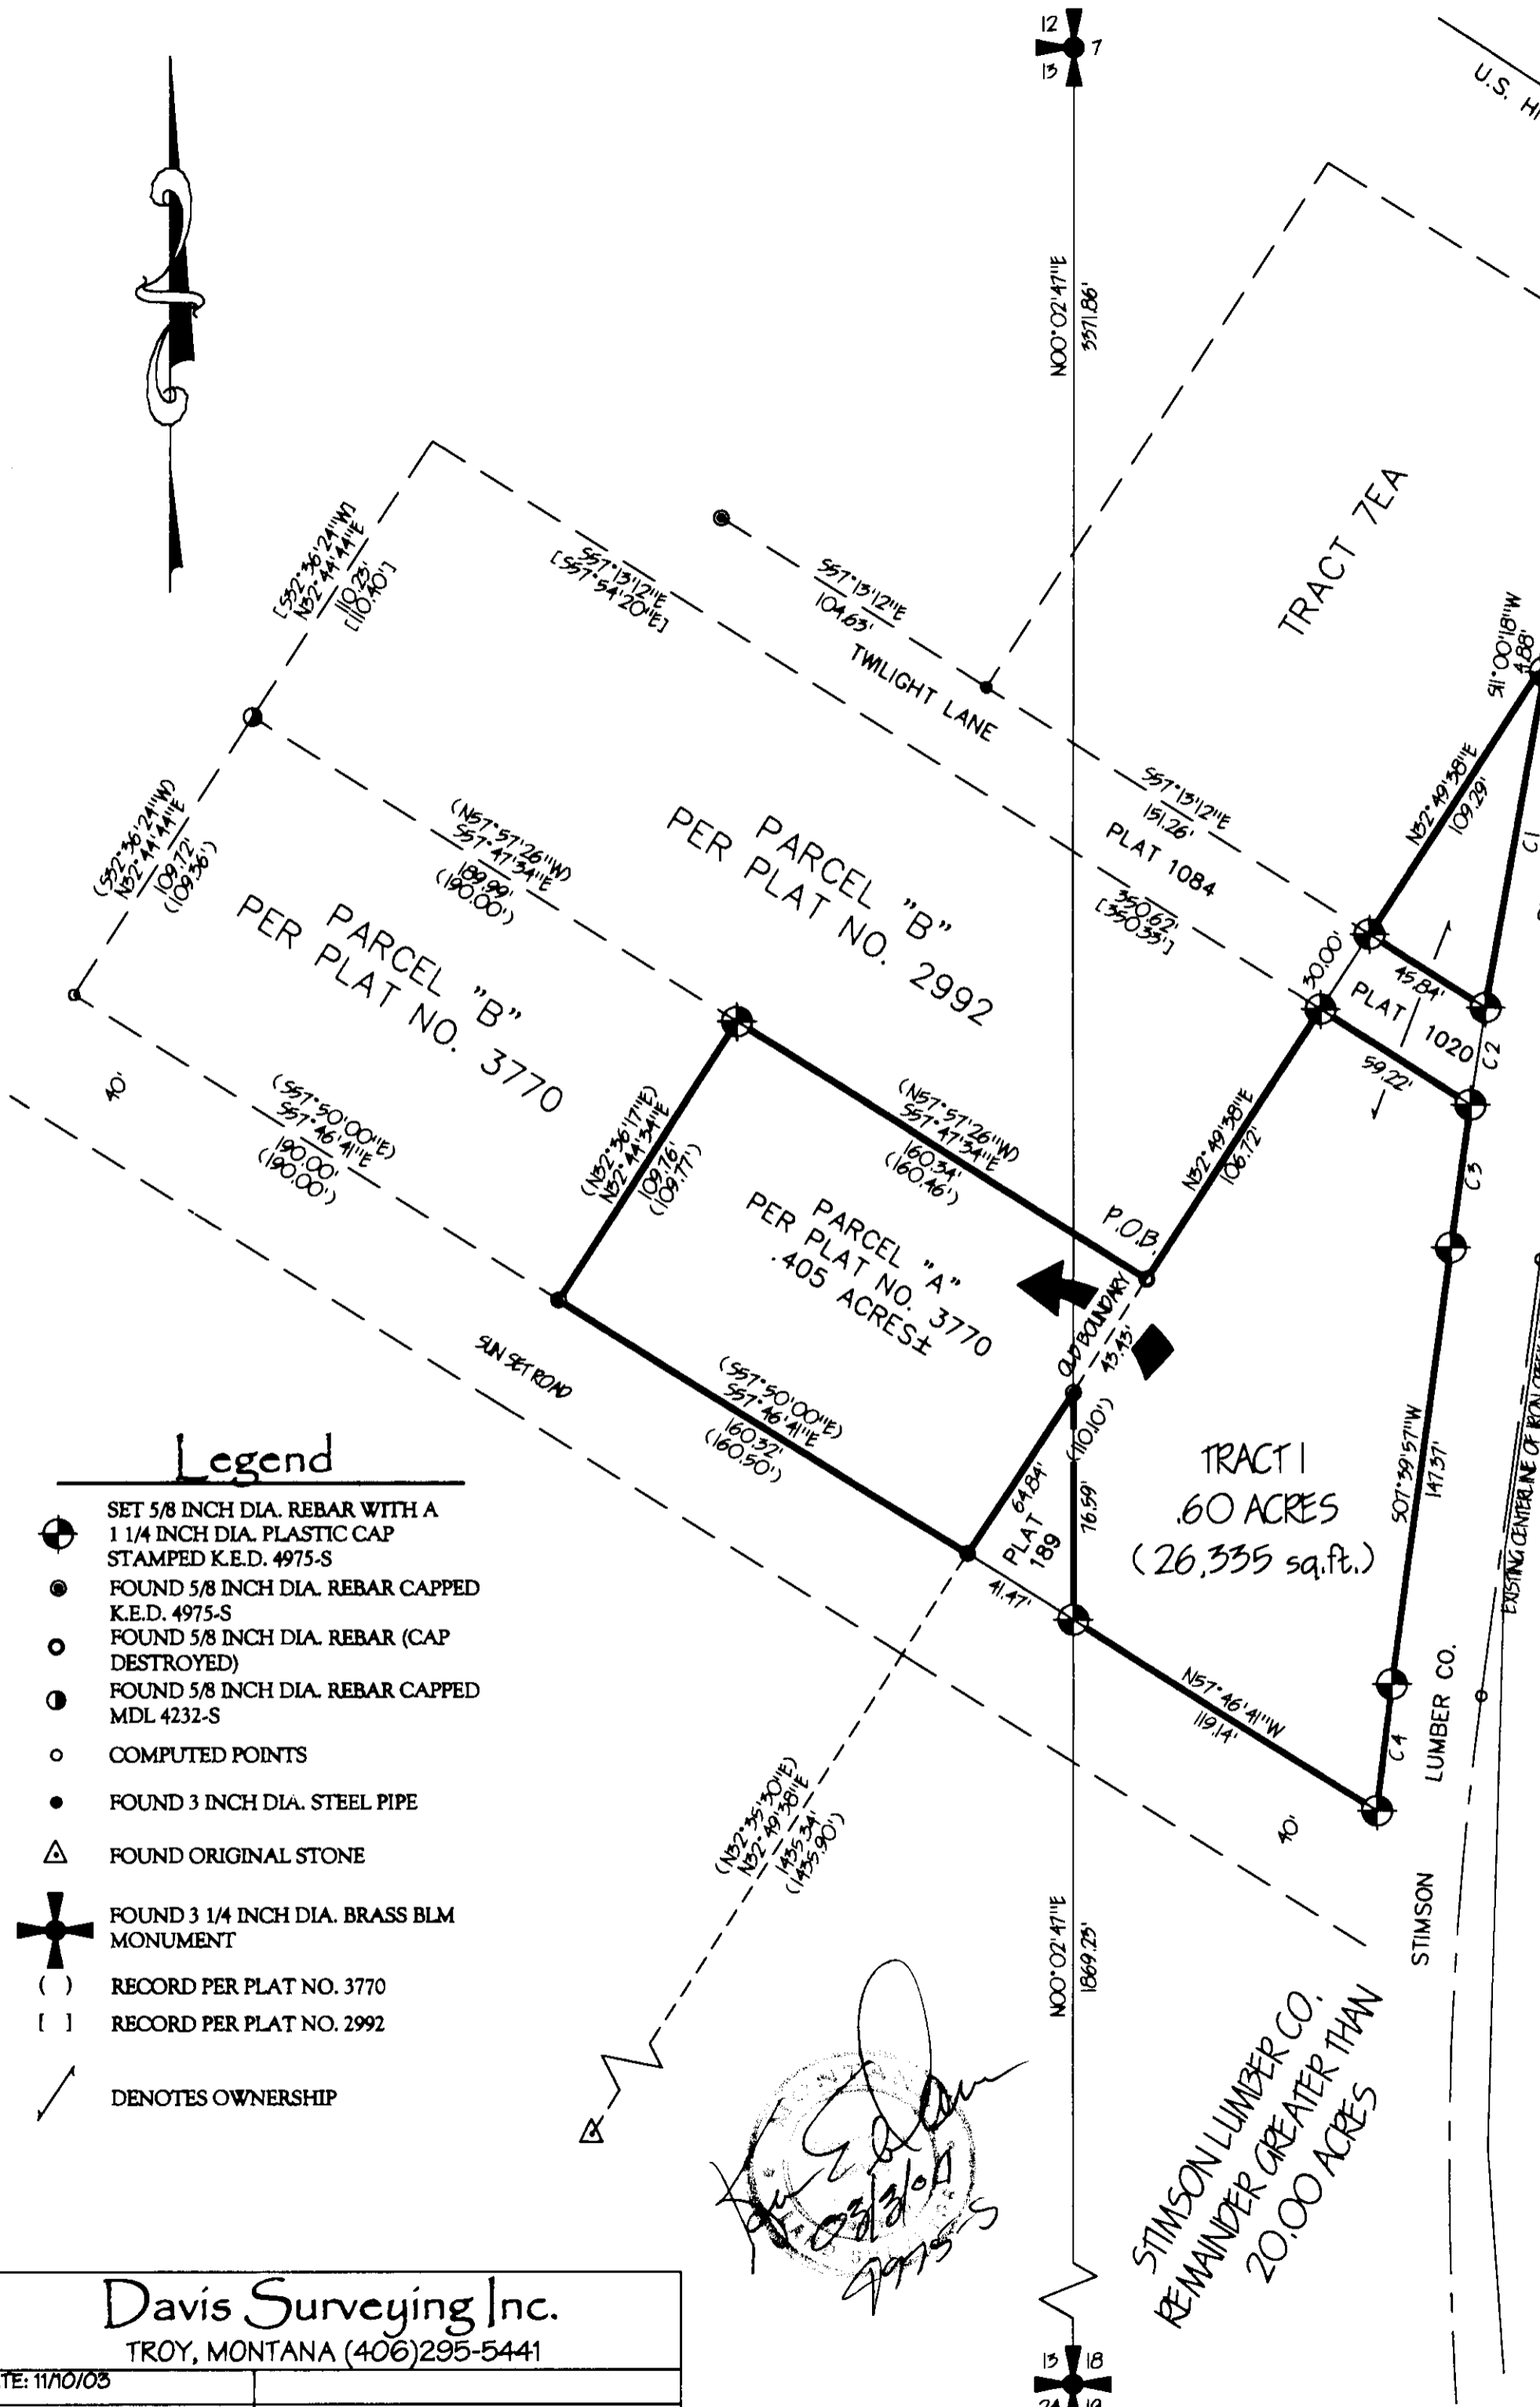 12
7
13
U.S. HI
N00°02'47"E
3371.86'
TRACT 7EA
[S32°36'24"W]
N32°44'44"E
110.23'
[110.40']
S57°13'12"E
[S57°54'20"E]
S57°13'12"E
104.63'
TWILIGHT LANE
S11°00'18"W
4.88'
N32°49'38"E
109.29'
C1
S57°13'12"E
151.26'
PLAT 1084
350.62'
[350.33']
(S32°36'24"W)
N32°44'44"E
109.72'
(109.36')
(N57°57'26"W)
S57°47'34"E
189.99'
(190.00')
PARCEL "B"
PER PLAT NO. 2992
PARCEL "B"
PER PLAT NO. 3770
30.00'
45.84'
PLAT 1020
C2
59.22'
40'
(S57°50'00"E)
S57°46'41"E
190.00'
(190.00')
(N32°36'17"E)
N32°44'34"E
109.76'
(109.77')
(N57°57'26"W)
S57°47'34"E
160.34'
(160.46')
N32°49'38"E
106.72'
C3
P.O.B.
PARCEL "A"
PER PLAT NO. 3770
.405 ACRES±
OLD BOUNDARY
43.43'
SUN SET ROAD
(S57°50'00"E)
S57°46'41"E
160.32'
(160.50')
(110.10')
64.84'
PLAT
189
76.59'
41.47'
TRACT 1
.60 ACRES
(26,335 sq.ft.)
S07°39'57"W
147.37'
EXISTING CENTERLINE OF IRON CREEK
N57°46'41"W
119.14'
C4
STIMSON LUMBER CO.
40'
(N32°35'30"E)
N32°49'38"E
1435.34'
(1435.90')
N00°02'47"E
1869.23'
STIMSON LUMBER CO.
REMAINDER GREATER THAN
20.00 ACRES
Legend
SET 5/8 INCH DIA. REBAR WITH A
1 1/4 INCH DIA. PLASTIC CAP
STAMPED K.E.D. 4975-S
FOUND 5/8 INCH DIA. REBAR CAPPED
K.E.D. 4975-S
FOUND 5/8 INCH DIA. REBAR (CAP
DESTROYED)
FOUND 5/8 INCH DIA. REBAR CAPPED
MDL 4232-S
COMPUTED POINTS
FOUND 3 INCH DIA. STEEL PIPE
FOUND ORIGINAL STONE
FOUND 3 1/4 INCH DIA. BRASS BLM
MONUMENT
( ) RECORD PER PLAT NO. 3770
[ ] RECORD PER PLAT NO. 2992
DENOTES OWNERSHIP
MONTANA
4975-S
Davis Surveying Inc.
TROY, MONTANA (406)295-5441
TE: 11/10/03
13
18
24
19